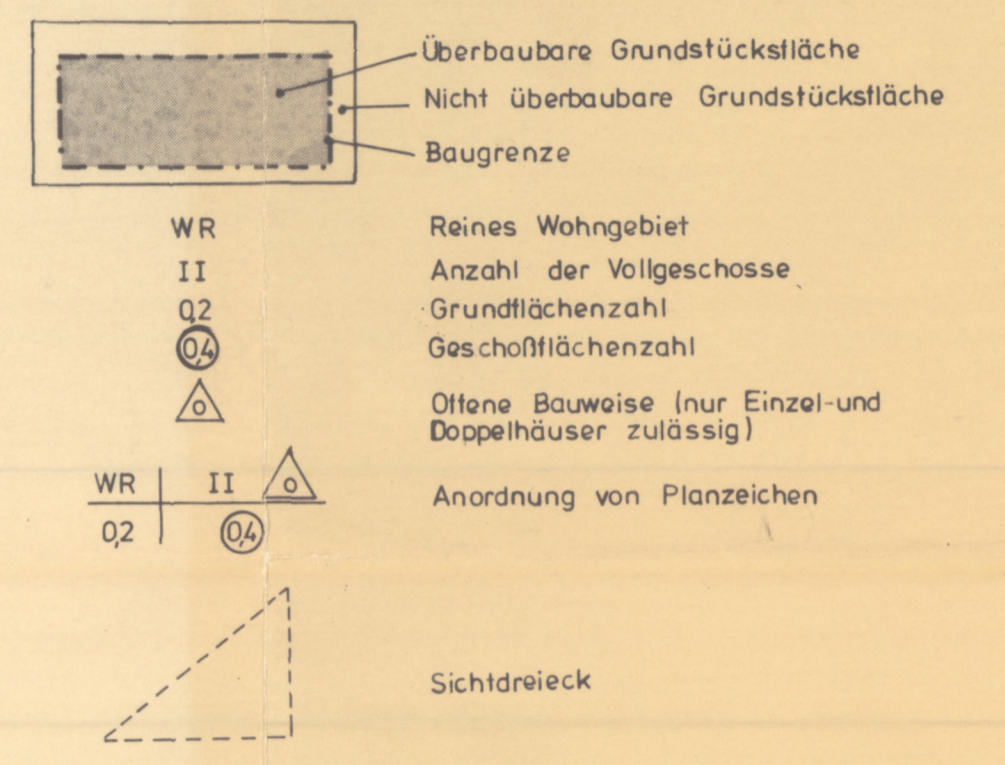 Überbaubare Grundstücksfläche
Nicht überbaubare Grundstücksfläche
Baugrenze
WR Reines Wohngebiet
II Anzahl der Vollgeschosse
0,2 Grundflächenzahl
0,4 Geschoßflächenzahl
o Offene Bauweise (nur Einzel-und
Doppelhäuser zulässig)
WR II o
Anordnung von Planzeichen
0,2 0,4
Sichtdreieck